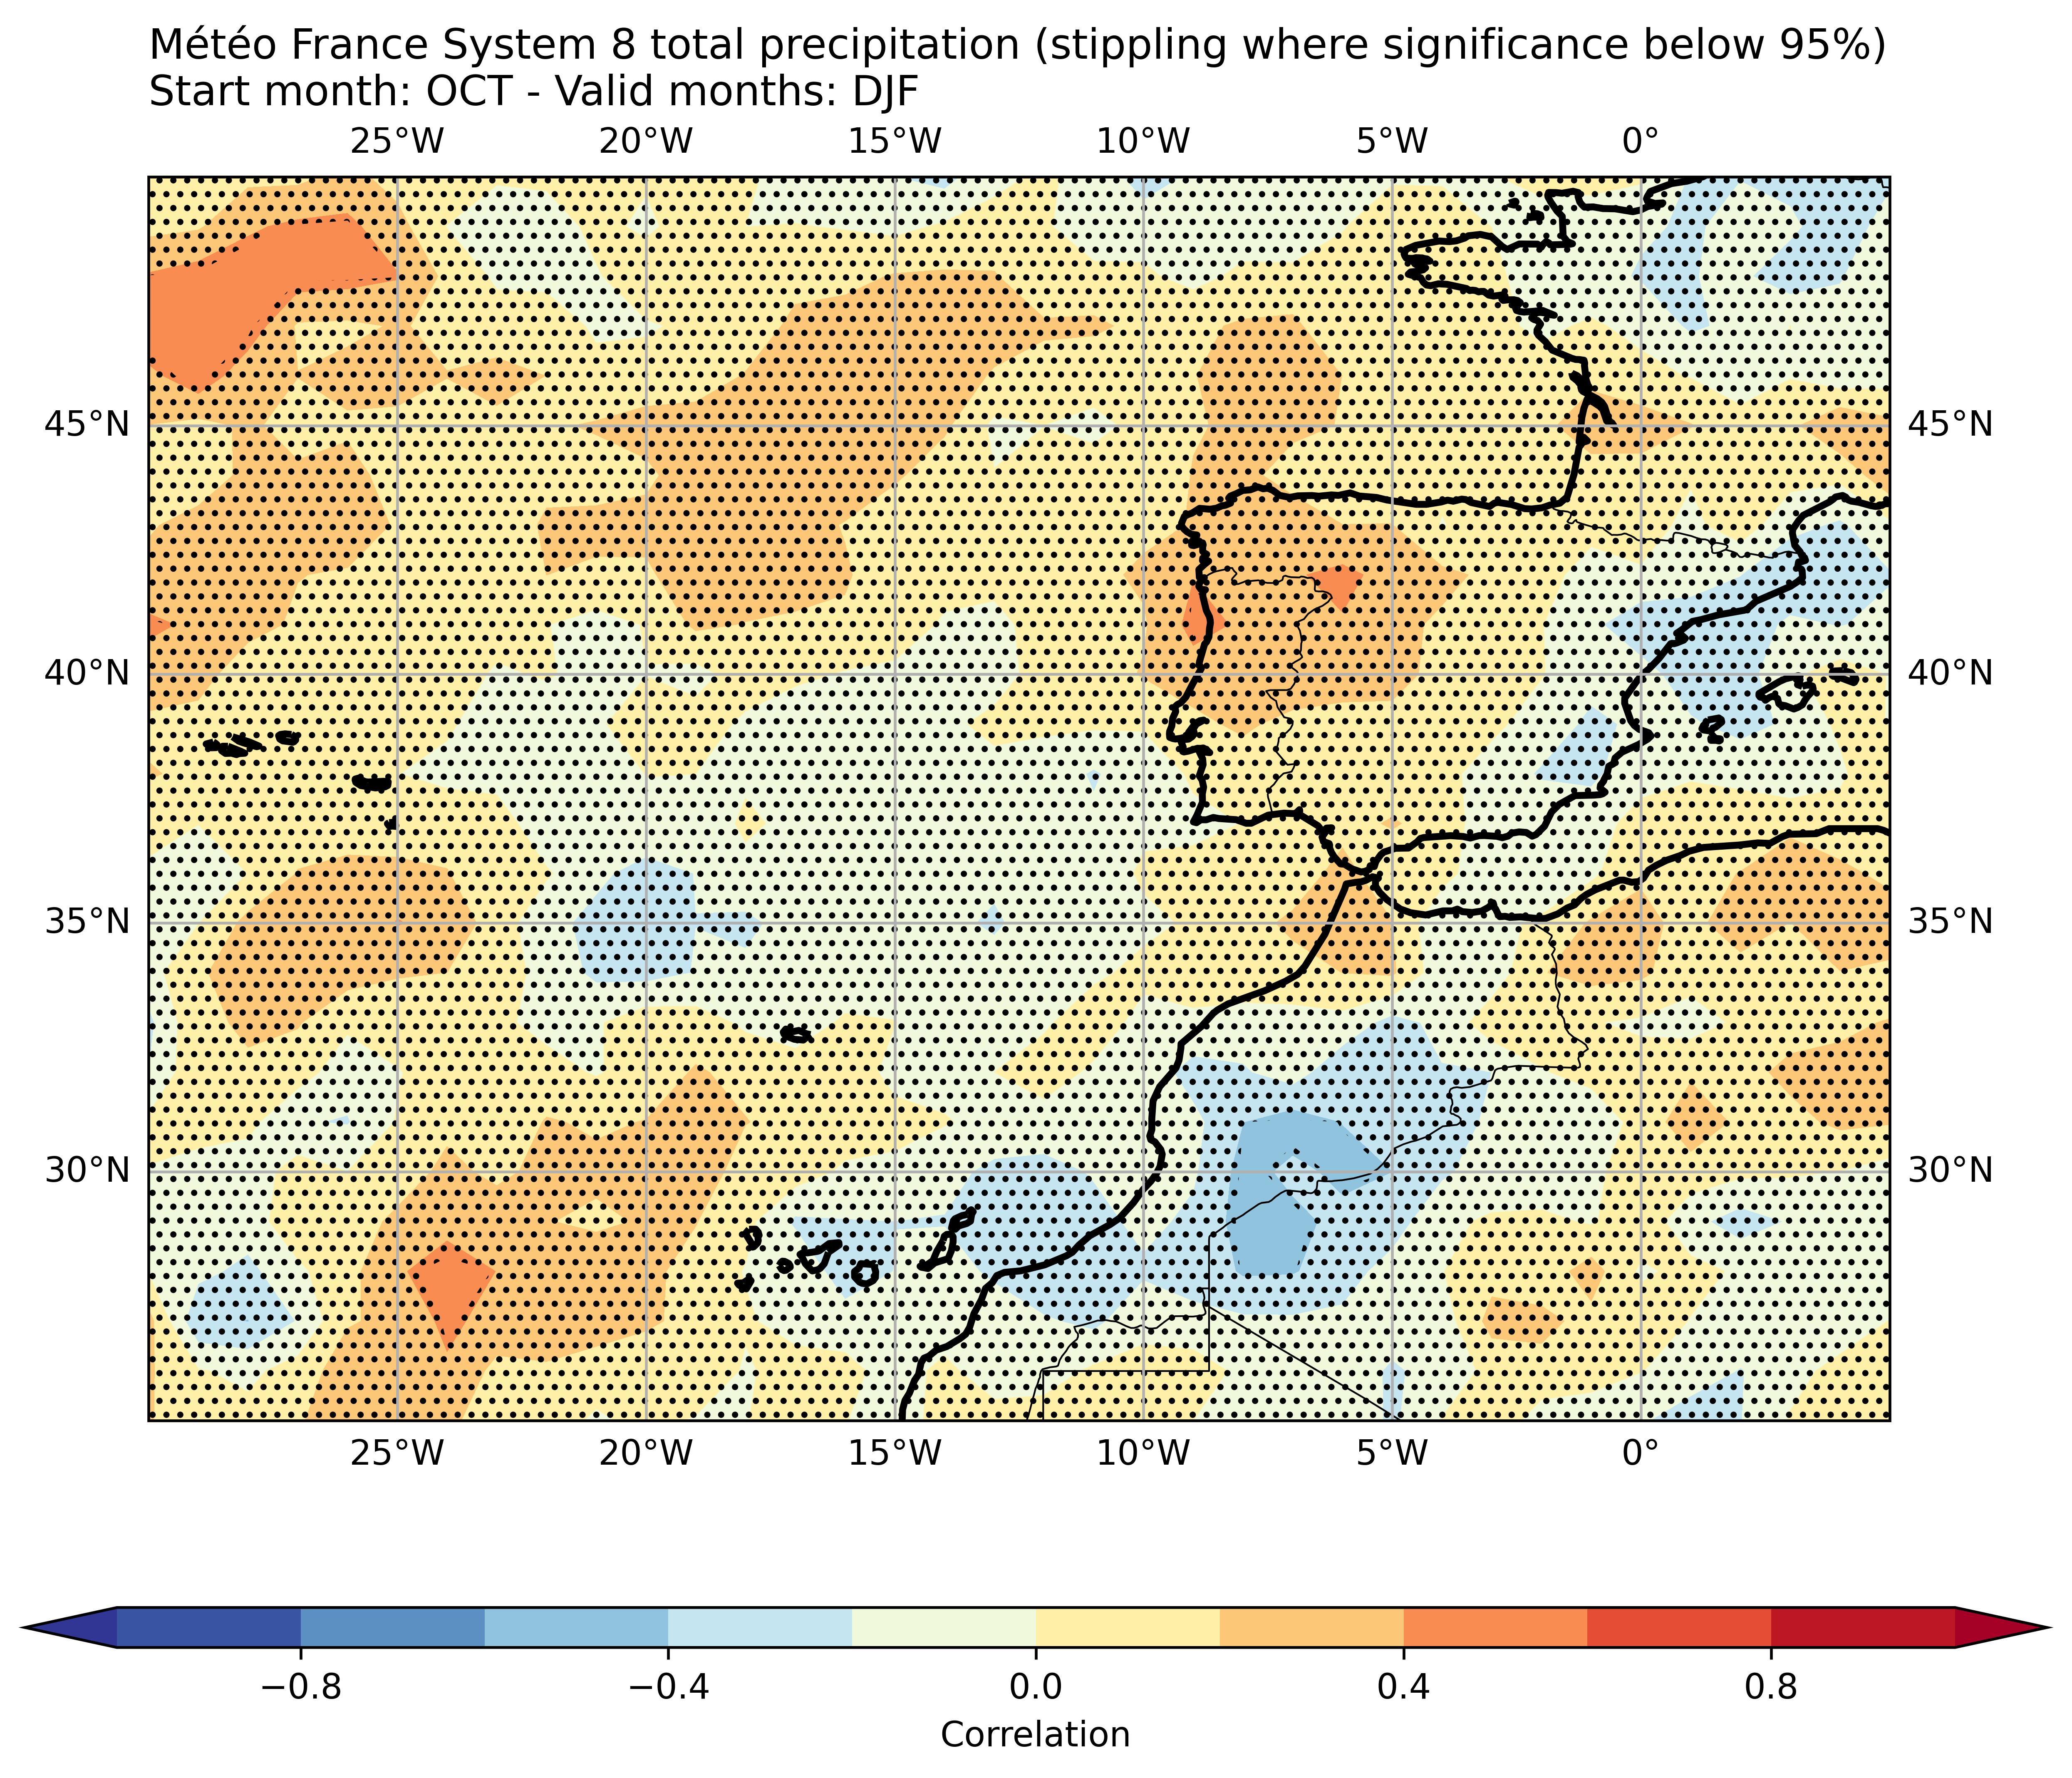 Météo France System 8 total precipitation (stippling where significance below 95%)
Start month: OCT - Valid months: DJF
25°W 20°W 15°W 10°W 5°W 0°
45°N 45°N
40°N 40°N
35°N 35°N
30°N 30°N
25°W 20°W 15°W 10°W 5°W 0°
−0.8 −0.4 0.0 0.4 0.8
Correlation